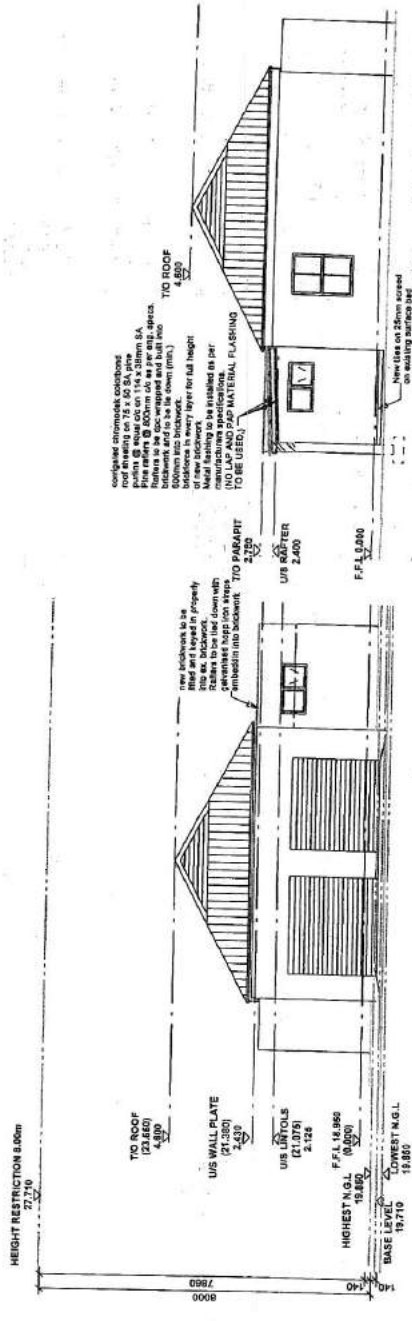 HEIGHT RESTRICTION 8.00m
27.710
T/O ROOF
(23.550)
4.600
U/S WALL PLATE
(21.380)
2.430
U/S LINTOLS
(21.075)
2.125
F.F.L 18.950
(0.000)
HIGHEST N.G.L
19.850
BASE LEVEL
19.710
LOWEST N.G.L
19.850
8000
7860
140
140
new brickwork to be
lifted and keyed in properly
into ex. brickwork.
Rafters to be tied down with
galvanised hoop iron straps
embeddin into brickwork
corrigated chromodek colorbond
roof sheeting on 75 x 50 SA pine
purlins @ equal c/c on 114 x 38mm SA
Pine rafters @ 800mm c/c as per eng. specs.
Rafters to be dpc wrapped and built into
brickwork and to be tie down (min.)
600mm into brickwork.
brickforce in every layer for full height
of new brickwork
Metal flashing to be installed as per
manufacturers specifications.
(NO LAP AND PAP MATERIAL FLASHING
TO BE USED.)
T/O ROOF
4.600
T/O PARAPIT
2.750
U/S RAFTER
2.400
F.F.L 0.000
New tiles on 25mm screed
on existing surface bed